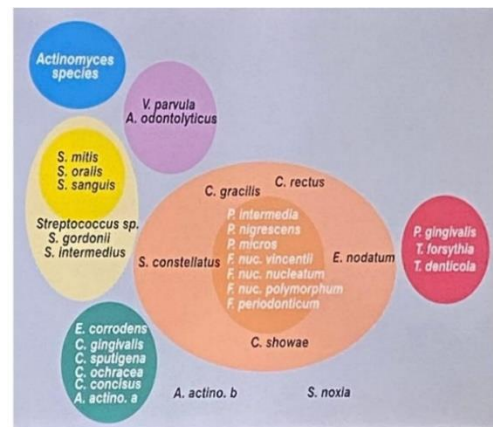 Actinomyces
species
V. parvula
A. odontolyticus
S. mitis
S. oralis
S. sanguis
Streptococcus sp.
S. gordonii
S. intermedius
C. gracilis
C. rectus
P. intermedia
P. nigrescens
P. micros
F. nuc. vincentii
F. nuc. nucleatum
F. nuc. polymorphum
F. periodonticum
S. constellatus
E. nodatum
C. showae
P. gingivalis
T. forsythia
T. denticola
E. corrodens
C. gingivalis
C. sputigena
C. ochracea
C. concisus
A. actino. a
A. actino. b
S. noxia